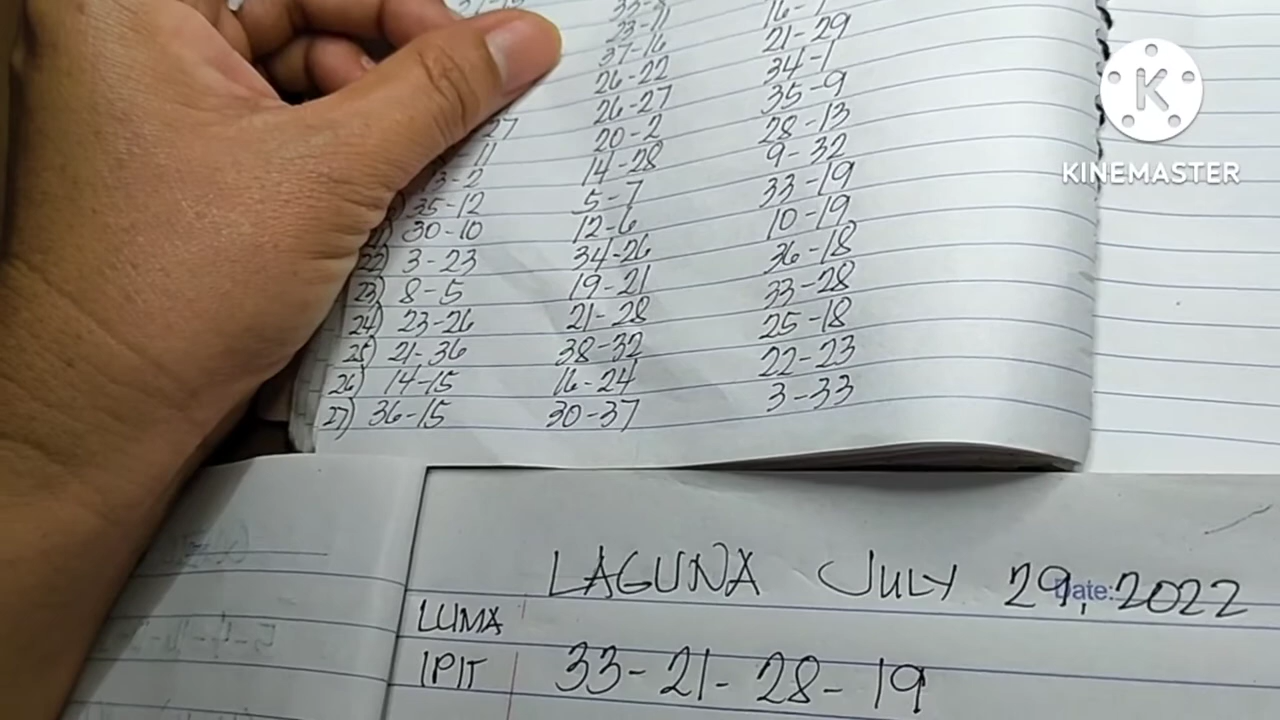 33-
23-11 16-
37-16 21-29
26-22 34-1
26-27 35-9
27 20-2 28-13
11 14-28 9-32
3-2 5-7 33-19
35-12 12-6 10-19
21) 30-10 34-26 36-18
22) 3-23 19-21 33-28
23) 8-5 21-28 25-18
24) 23-26 38-32 22-23
25) 21-36 16-24 3-33
26) 14-15 30-37
27) 36-15
K
KINEMASTER
LAGUNA JULY 29, 2022
Date:
LUMA
IPIT 33-21-28-19